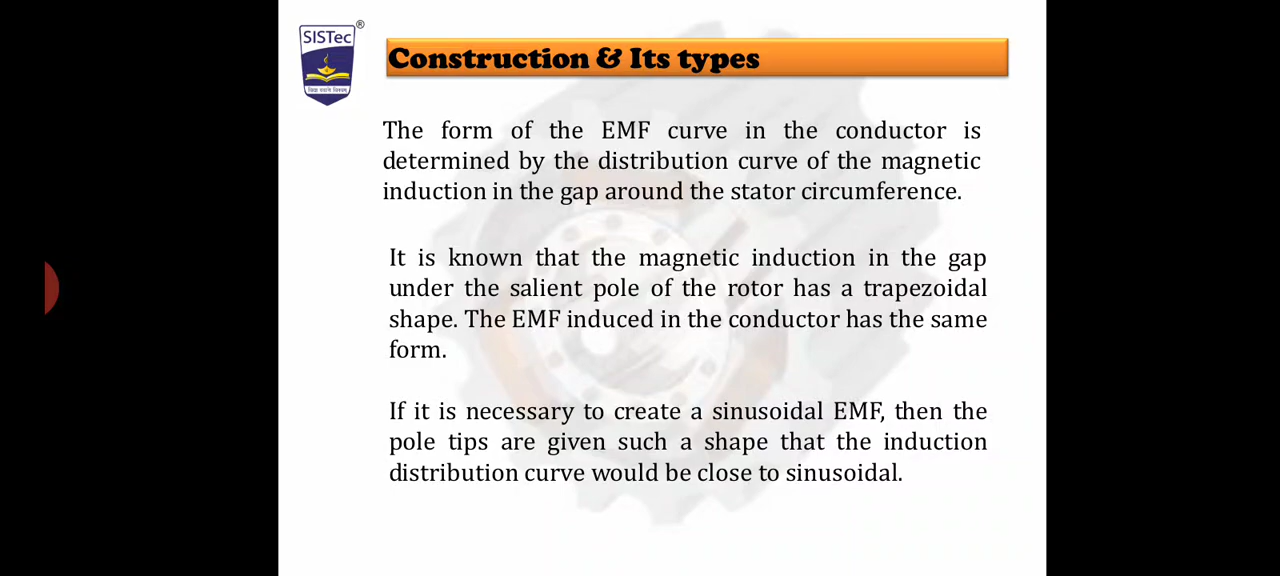 SISTec
®
Construction & Its types
The form of the EMF curve in the conductor is
determined by the distribution curve of the magnetic
induction in the gap around the stator circumference.
It is known that the magnetic induction in the gap
under the salient pole of the rotor has a trapezoidal
shape. The EMF induced in the conductor has the same
form.
If it is necessary to create a sinusoidal EMF, then the
pole tips are given such a shape that the induction
distribution curve would be close to sinusoidal.